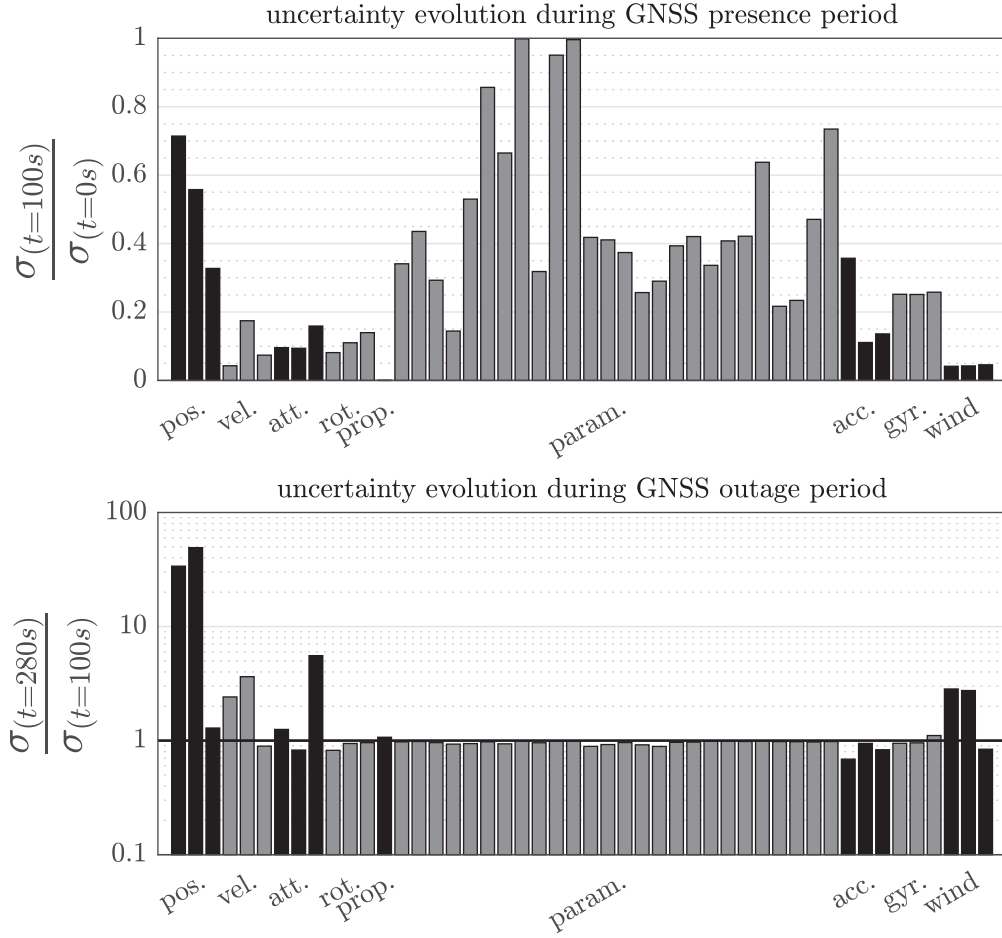 uncertainty evolution during GNSS presence period
σ(t=100s)
σ(t=0s)
1
0.8
0.6
0.4
0.2
0
pos. vel. att. rot. prop. param. acc. gyr. wind
uncertainty evolution during GNSS outage period
σ(t=280s)
σ(t=100s)
100
10
1
0.1
pos. vel. att. rot. prop. param. acc. gyr. wind